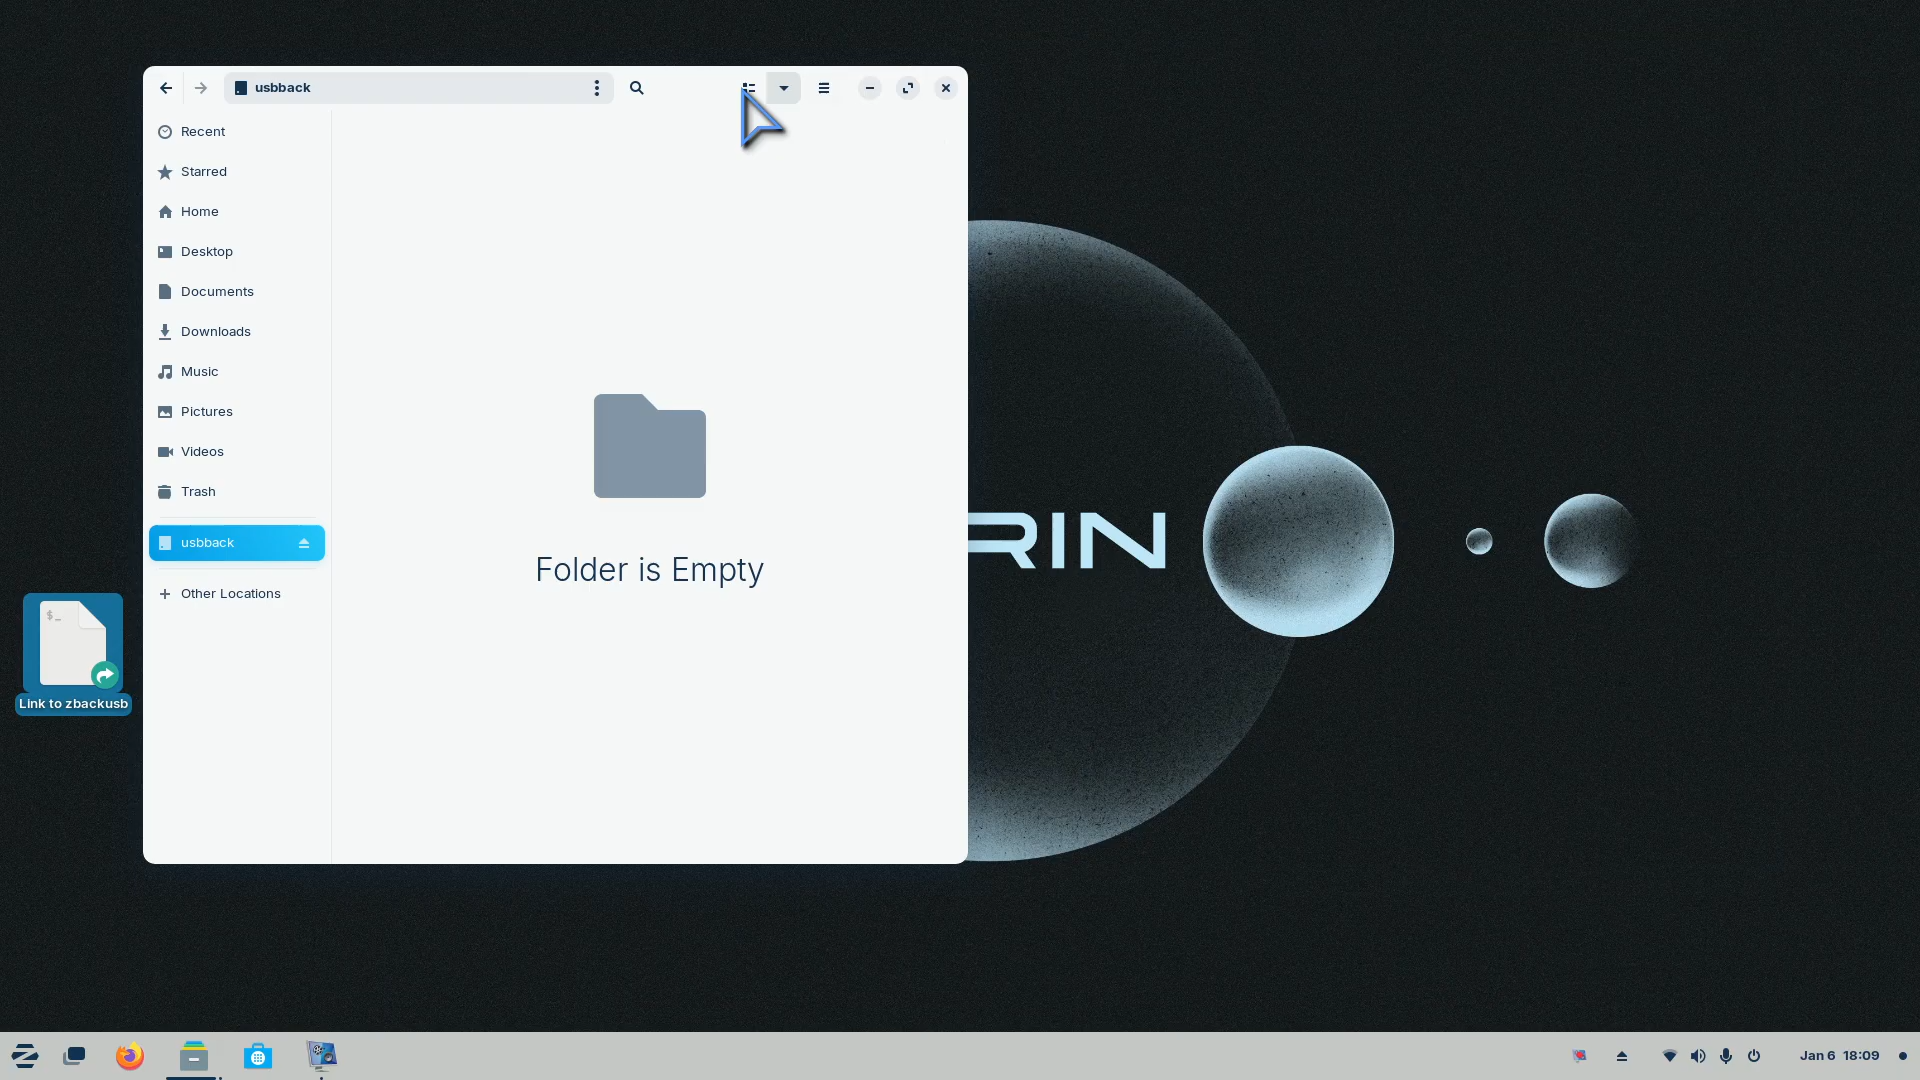 usbback
Recent
Starred
Home
Desktop
Documents
Downloads
Music
Pictures
Videos
Trash
usbback
Other Locations
Folder is Empty
RIN
$_
Link to zbackusb
Jan 6 18:09